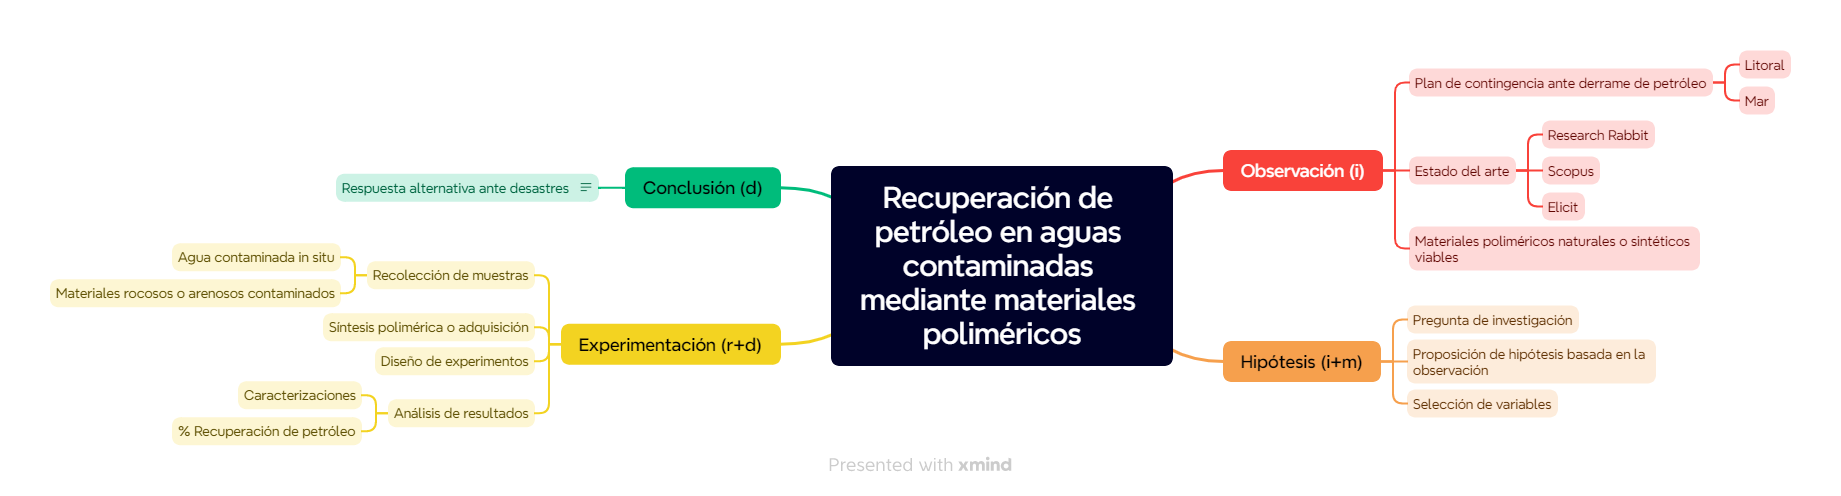 Recuperación de
petróleo en aguas
contaminadas
mediante materiales
poliméricos
Observación (i)
Plan de contingencia ante derrame de petróleo
Litoral
Mar
Estado del arte
Research Rabbit
Scopus
Elicit
Materiales poliméricos naturales o sintéticos
viables
Hipótesis (i+m)
Pregunta de investigación
Proposición de hipótesis basada en la
observación
Selección de variables
Experimentación (r+d)
Recolección de muestras
Agua contaminada in situ
Materiales rocosos o arenosos contaminados
Síntesis polimérica o adquisición
Diseño de experimentos
Análisis de resultados
Caracterizaciones
% Recuperación de petróleo
Conclusión (d)
Respuesta alternativa ante desastres
Presented with xmind